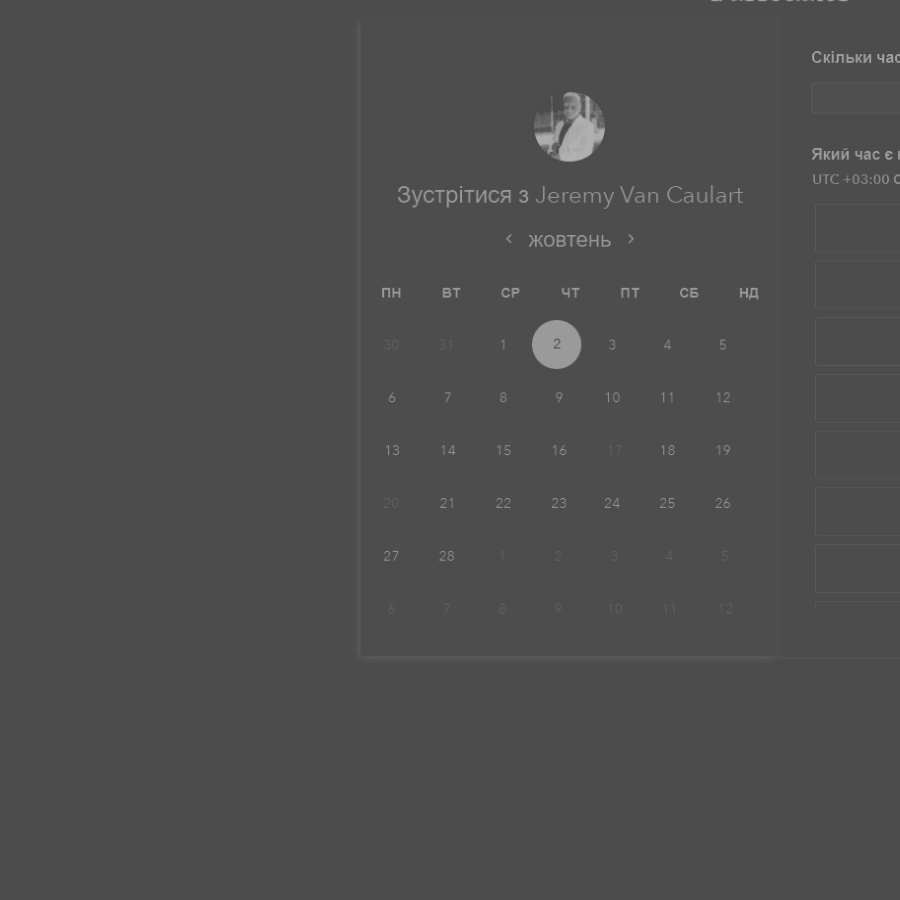 Зустрітися з Jeremy Van Caulart
жовтень
ПН ВТ СР ЧТ ПТ СБ НД
30 31 1 2 3 4 5
6 7 8 9 10 11 12
13 14 15 16 17 18 19
20 21 22 23 24 25 26
27 28 1 2 3 4 5
6 7 8 9 10 11 12
Скільки час
Який час є
UTC +03:00